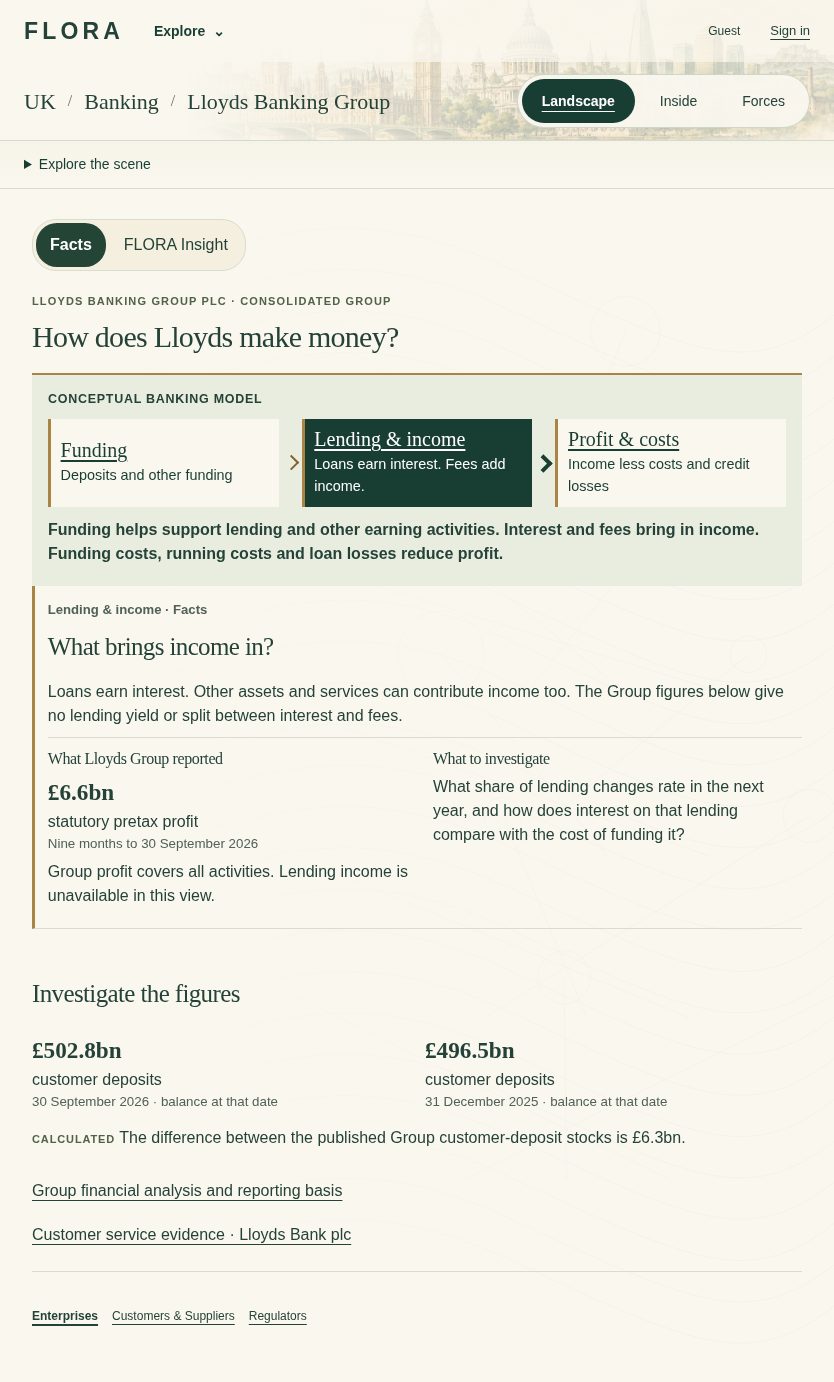 FLORA
Explore
Guest
Sign in
UK / Banking / Lloyds Banking Group
Landscape
Inside
Forces
Explore the scene
Facts
FLORA Insight
LLOYDS BANKING GROUP PLC · CONSOLIDATED GROUP
How does Lloyds make money?
CONCEPTUAL BANKING MODEL
Funding
Deposits and other funding
Lending & income
Loans earn interest. Fees add
income.
Profit & costs
Income less costs and credit
losses
Funding helps support lending and other earning activities. Interest and fees bring in income.
Funding costs, running costs and loan losses reduce profit.
Lending & income · Facts
What brings income in?
Loans earn interest. Other assets and services can contribute income too. The Group figures below give
no lending yield or split between interest and fees.
What Lloyds Group reported
£6.6bn
statutory pretax profit
Nine months to 30 September 2026
Group profit covers all activities. Lending income is
unavailable in this view.
What to investigate
What share of lending changes rate in the next
year, and how does interest on that lending
compare with the cost of funding it?
Investigate the figures
£502.8bn
customer deposits
30 September 2026 · balance at that date
£496.5bn
customer deposits
31 December 2025 · balance at that date
CALCULATED The difference between the published Group customer-deposit stocks is £6.3bn.
Group financial analysis and reporting basis
Customer service evidence · Lloyds Bank plc
Enterprises
Customers & Suppliers
Regulators